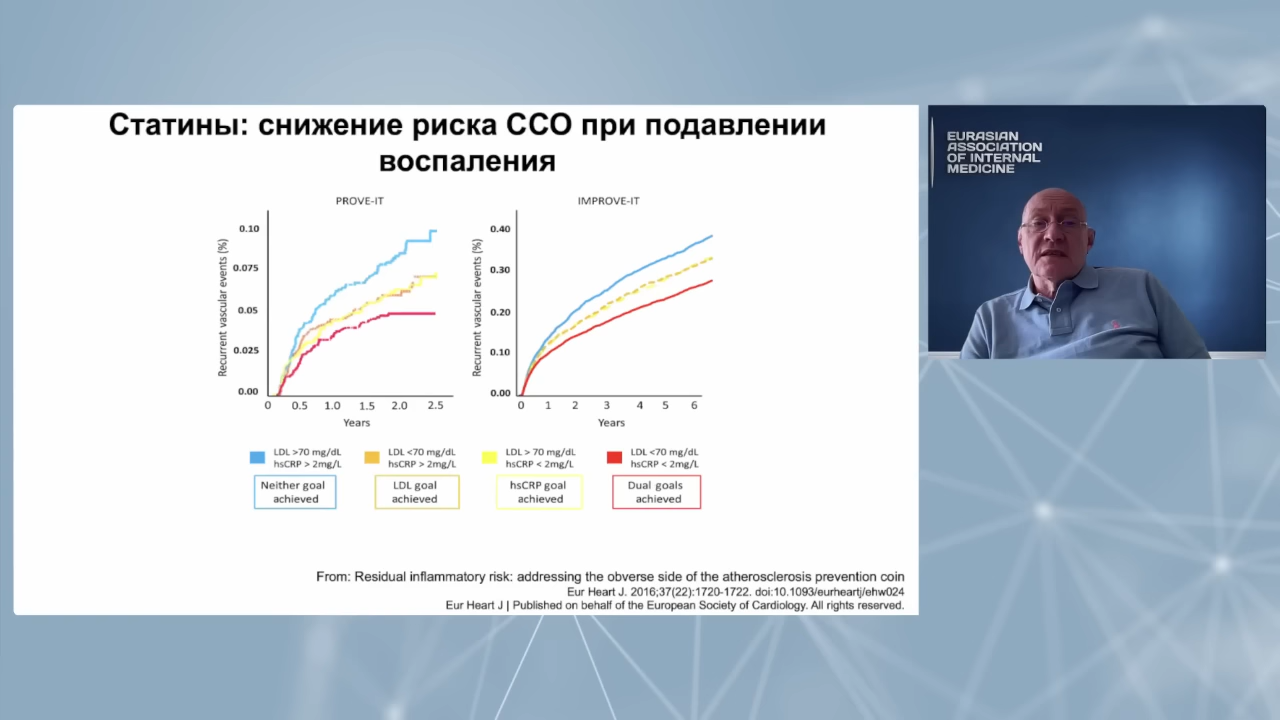 Статины: снижение риска ССО при подавлении
воспаления
PROVE-IT
Recurrent vascular events (%)
0.10
0.075
0.05
0.025
0.00
0 0.5 1.0 1.5 2.0 2.5
Years
IMPROVE-IT
Recurrent vascular events (%)
0.40
0.30
0.20
0.10
0.00
0 1 2 3 4 5 6
Years
LDL >70 mg/dL
hsCRP > 2mg/L
Neither goal
achieved
LDL <70 mg/dL
hsCRP > 2mg/L
LDL goal
achieved
LDL > 70 mg/dL
hsCRP < 2mg/L
hsCRP goal
achieved
LDL <70 mg/dL
hsCRP < 2mg/L
Dual goals
achieved
From: Residual inflammatory risk: addressing the obverse side of the atherosclerosis prevention coin
Eur Heart J. 2016;37(22):1720-1722. doi:10.1093/eurheartj/ehw024
Eur Heart J | Published on behalf of the European Society of Cardiology. All rights reserved.
EURASIAN
ASSOCIATION
OF INTERNAL
MEDICINE